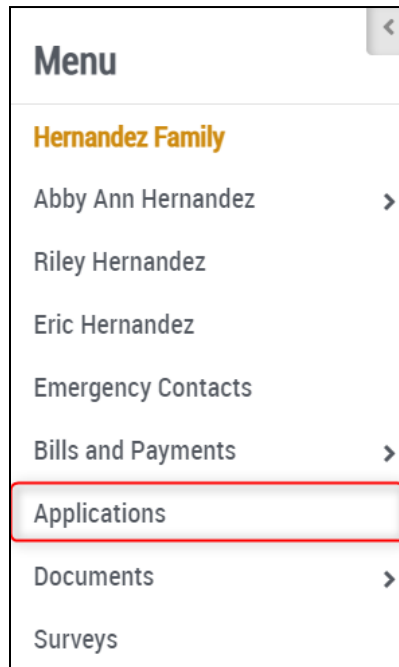 Menu
Hernandez Family
Abby Ann Hernandez
Riley Hernandez
Eric Hernandez
Emergency Contacts
Bills and Payments
Applications
Documents
Surveys